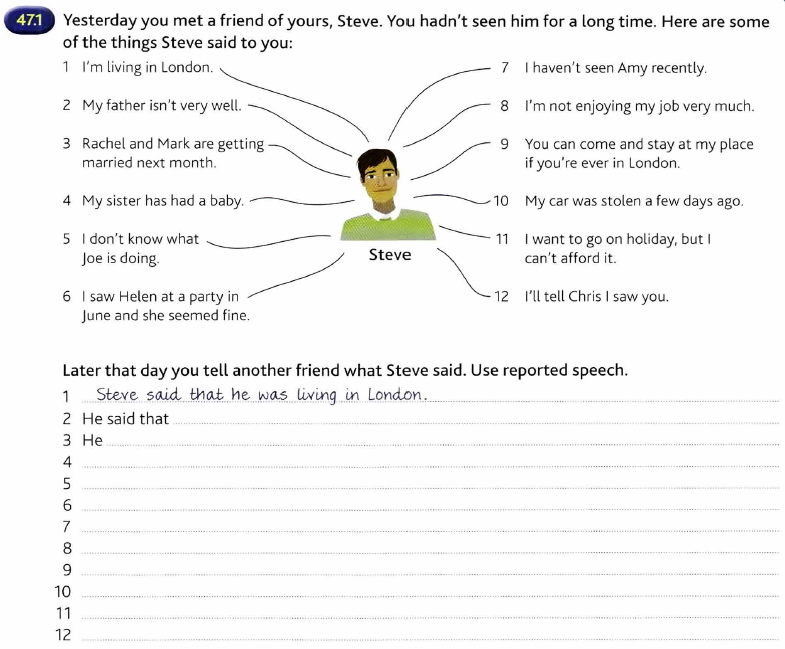 47.1 Yesterday you met a friend of yours, Steve. You hadn't seen him for a long time. Here are some
of the things Steve said to you:
1 I'm living in London.
2 My father isn't very well.
3 Rachel and Mark are getting
married next month.
4 My sister has had a baby.
5 I don't know what
Joe is doing.
6 I saw Helen at a party in
June and she seemed fine.
Steve
7 I haven't seen Amy recently.
8 I'm not enjoying my job very much.
9 You can come and stay at my place
if you're ever in London.
10 My car was stolen a few days ago.
11 I want to go on holiday, but I
can't afford it.
12 I'll tell Chris I saw you.
Later that day you tell another friend what Steve said. Use reported speech.
1 Steve said that he was living in London.
2 He said that
3 He
4
5
6
7
8
9
10
11
12